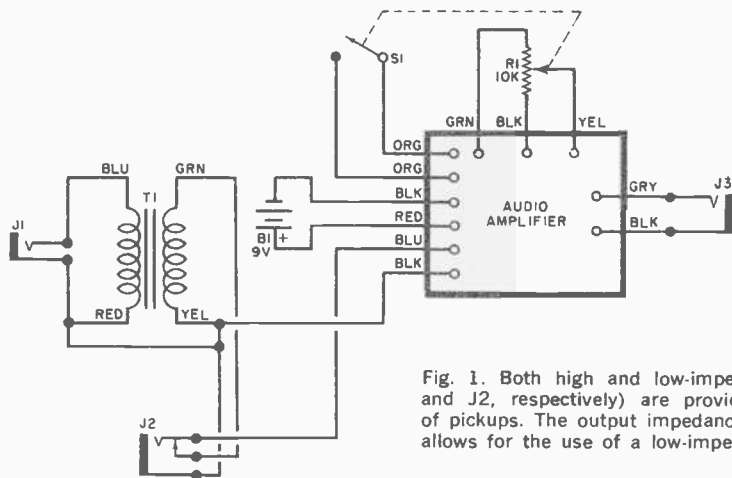 S1
R1
10K
GRN
BLK
YEL
ORG
ORG
BLK
RED
BLU
BLK
AUDIO
AMPLIFIER
GRY
BLK
J3
BLU
GRN
T1
J1
RED
YEL
B1 +
9V
J2
Fig. 1. Both high and low-impe
and J2, respectively) are provi
of pickups. The output impedanc
allows for the use of a low-impe